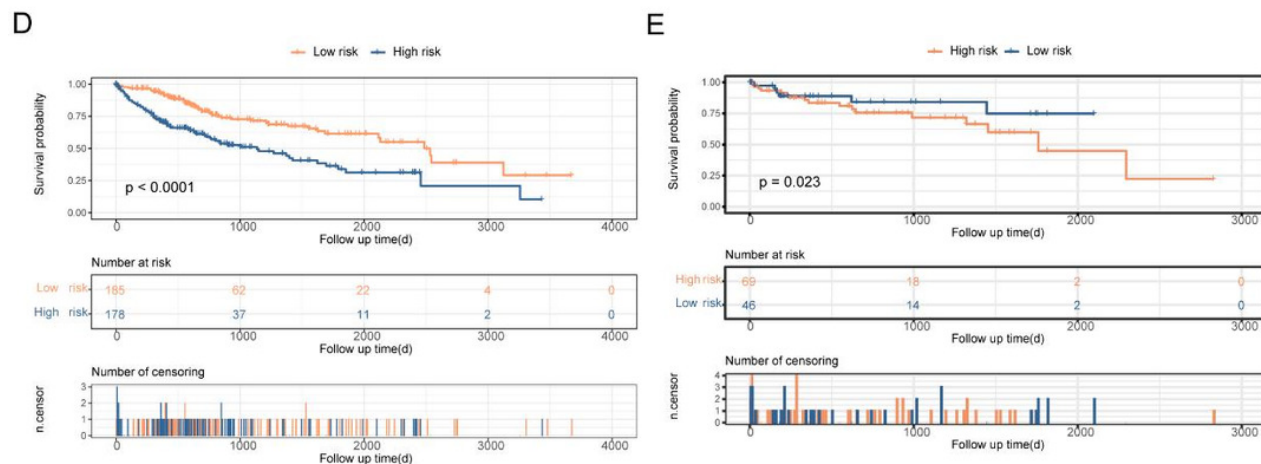 D
Low risk High risk
Survival probability
1.00
0.75
0.50
0.25
0.00
p < 0.0001
0 1000 2000 3000 4000
Follow up time(d)
Number at risk
Low risk 185 62 22 4 0
High risk 178 37 11 2 0
0 1000 2000 3000 4000
Follow up time(d)
Number of censoring
n.censor
3
2
1
0
0 1000 2000 3000 4000
Follow up time(d)
E
High risk Low risk
Survival probability
1.00
0.75
0.50
0.25
0.00
p = 0.023
0 1000 2000 3000
Follow up time(d)
Number at risk
High risk 69 18 2 0
Low risk 46 14 2 0
0 1000 2000 3000
Follow up time(d)
Number of censoring
n.censor
4
3
2
1
0
0 1000 2000 3000
Follow up time(d)